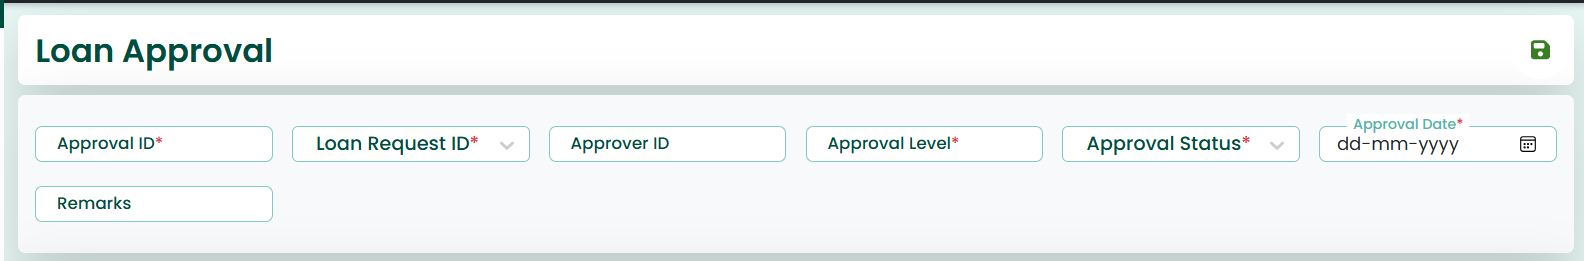 Loan Approval
Approval ID*
Loan Request ID*
Approver ID
Approval Level*
Approval Status*
Approval Date*
dd-mm-yyyy
Remarks